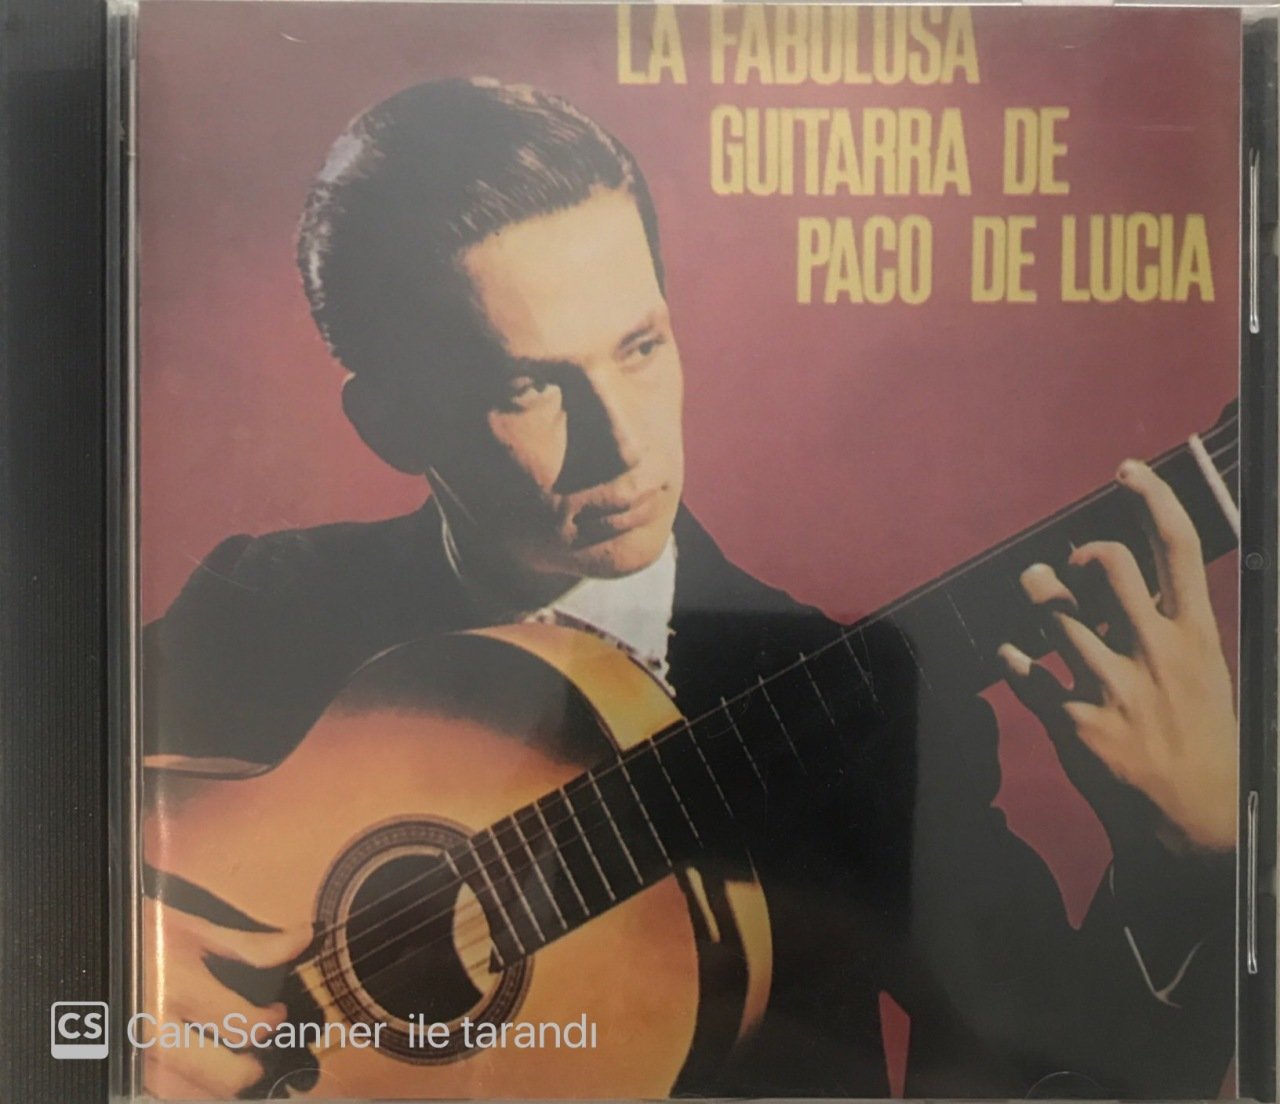 LA FABULOSA
GUITARRA DE
PACO DE LUCIA
CS CamScanner ile tarandı